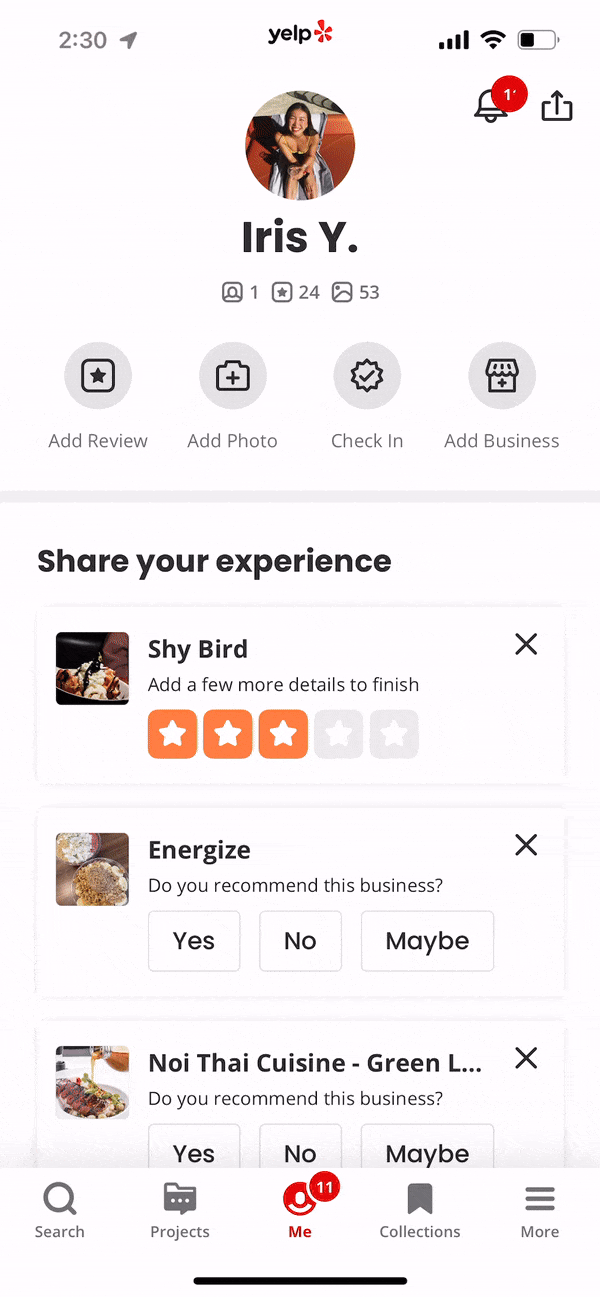 2:30
yelp
Iris Y.
1 24 53
Add Review Add Photo Check In Add Business
Share your experience
Shy Bird
Add a few more details to finish
Energize
Do you recommend this business?
Yes No Maybe
Noi Thai Cuisine - Green L...
Do you recommend this business?
Yes No Maybe
11
Search Projects Me Collections More